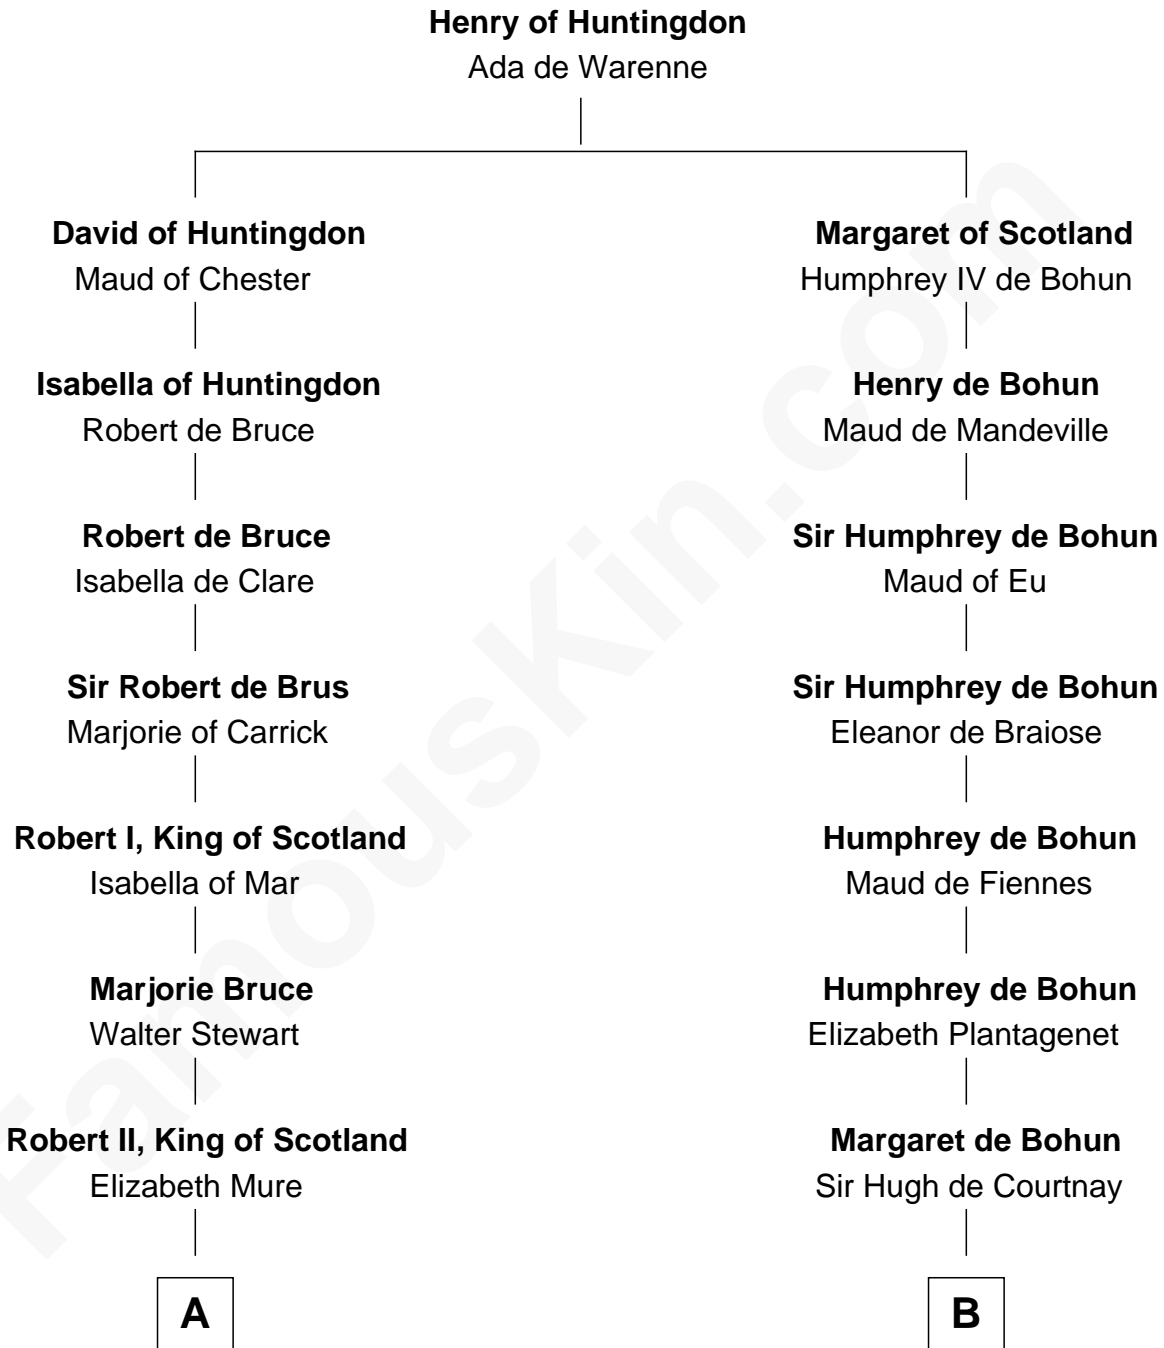 Henry of Huntingdon
Ada de Warenne
David of Huntingdon
Maud of Chester
Margaret of Scotland
Humphrey IV de Bohun
Isabella of Huntingdon
Robert de Bruce
Henry de Bohun
Maud de Mandeville
Robert de Bruce
Isabella de Clare
Sir Humphrey de Bohun
Maud of Eu
Sir Robert de Brus
Marjorie of Carrick
Sir Humphrey de Bohun
Eleanor de Braiose
Robert I, King of Scotland
Isabella of Mar
Humphrey de Bohun
Maud de Fiennes
Marjorie Bruce
Walter Stewart
Humphrey de Bohun
Elizabeth Plantagenet
Robert II, King of Scotland
Elizabeth Mure
Margaret de Bohun
Sir Hugh de Courtnay
A
B
FamousKin.com